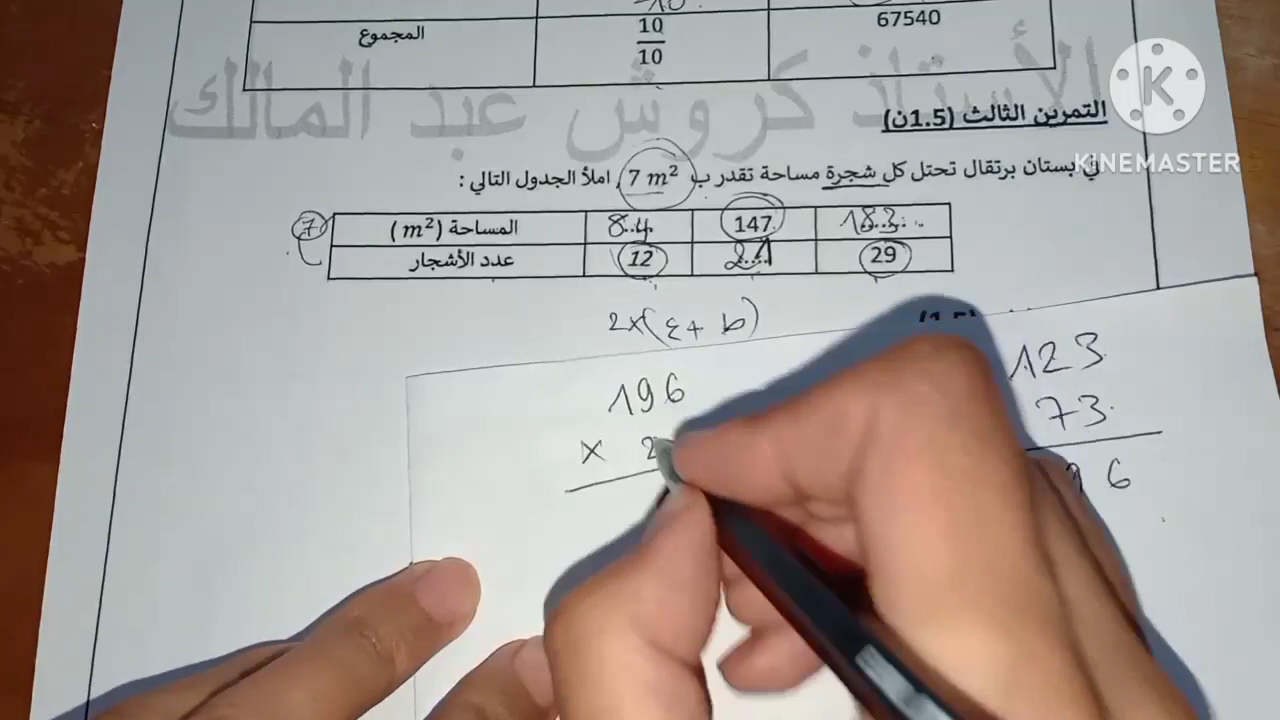 المجموع 10/10 67540
الأستاذ كروش عبد المالك
KINEMASTER
التمرين الثالث (1.5ن)
في بستان برتقال تحتل كل شجرة مساحة تقدر ب 7 m² املأ الجدول التالي :
7 المساحة (m²) 84 147 183
عدد الأشجار 12 21 29
2×(ع+ b)
196
× 2
123
73
96